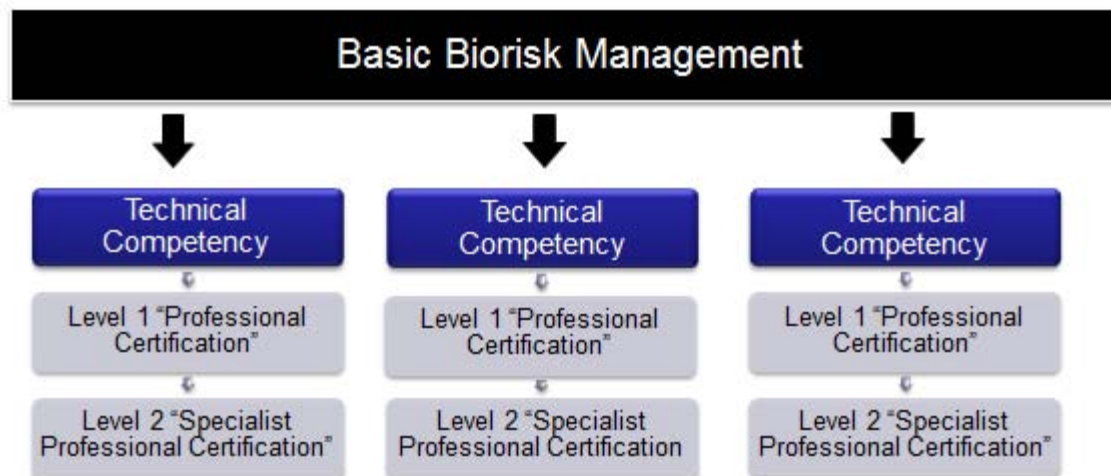 Basic Biorisk Management
Technical
Competency
Level 1 “Professional
Certification”
Level 2 “Specialist
Professional Certification”
Technical
Competency
Level 1 “Professional
Certification”
Level 2 “Specialist
Professional Certification
Technical
Competency
Level 1 “Professional
Certification”
Level 2 “Specialist
Professional Certification”